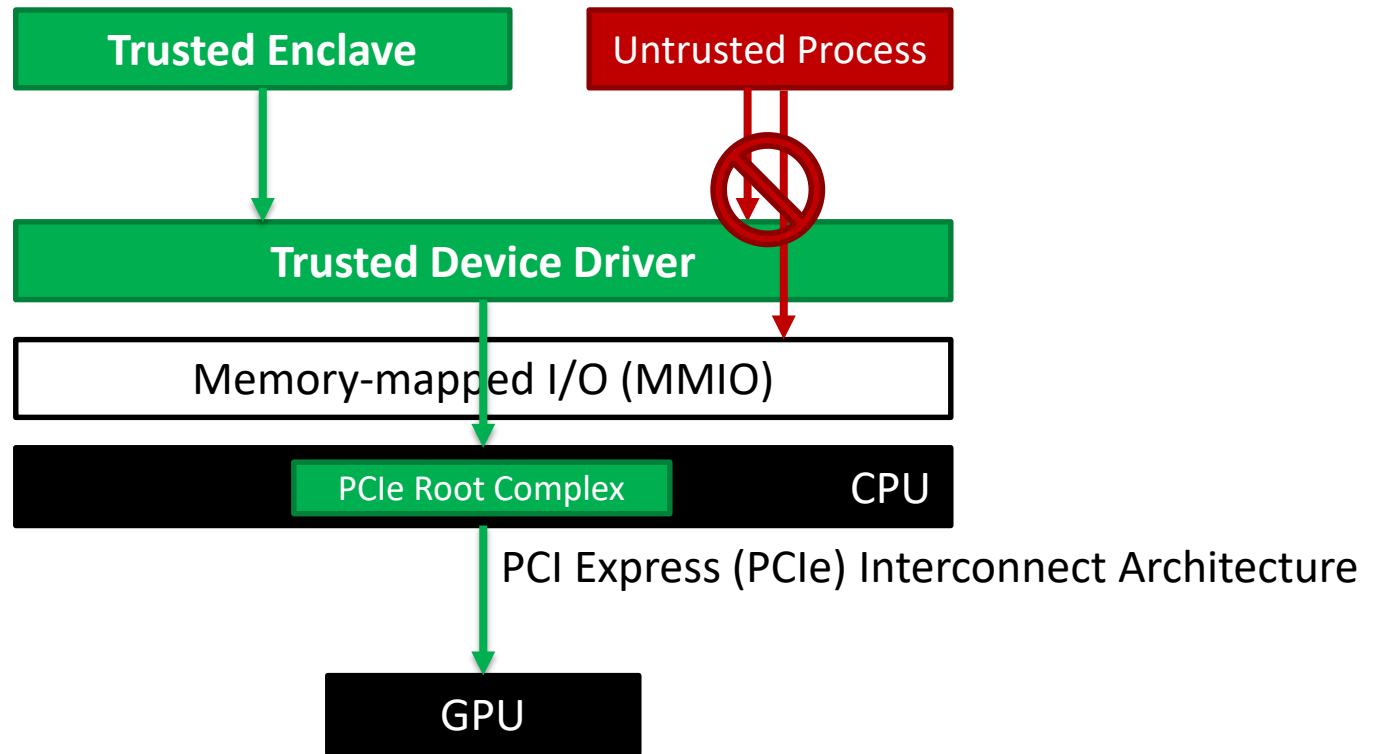 Trusted Enclave
Untrusted Process
Trusted Device Driver
Memory-mapped I/O (MMIO)
PCIe Root Complex
CPU
PCI Express (PCIe) Interconnect Architecture
GPU